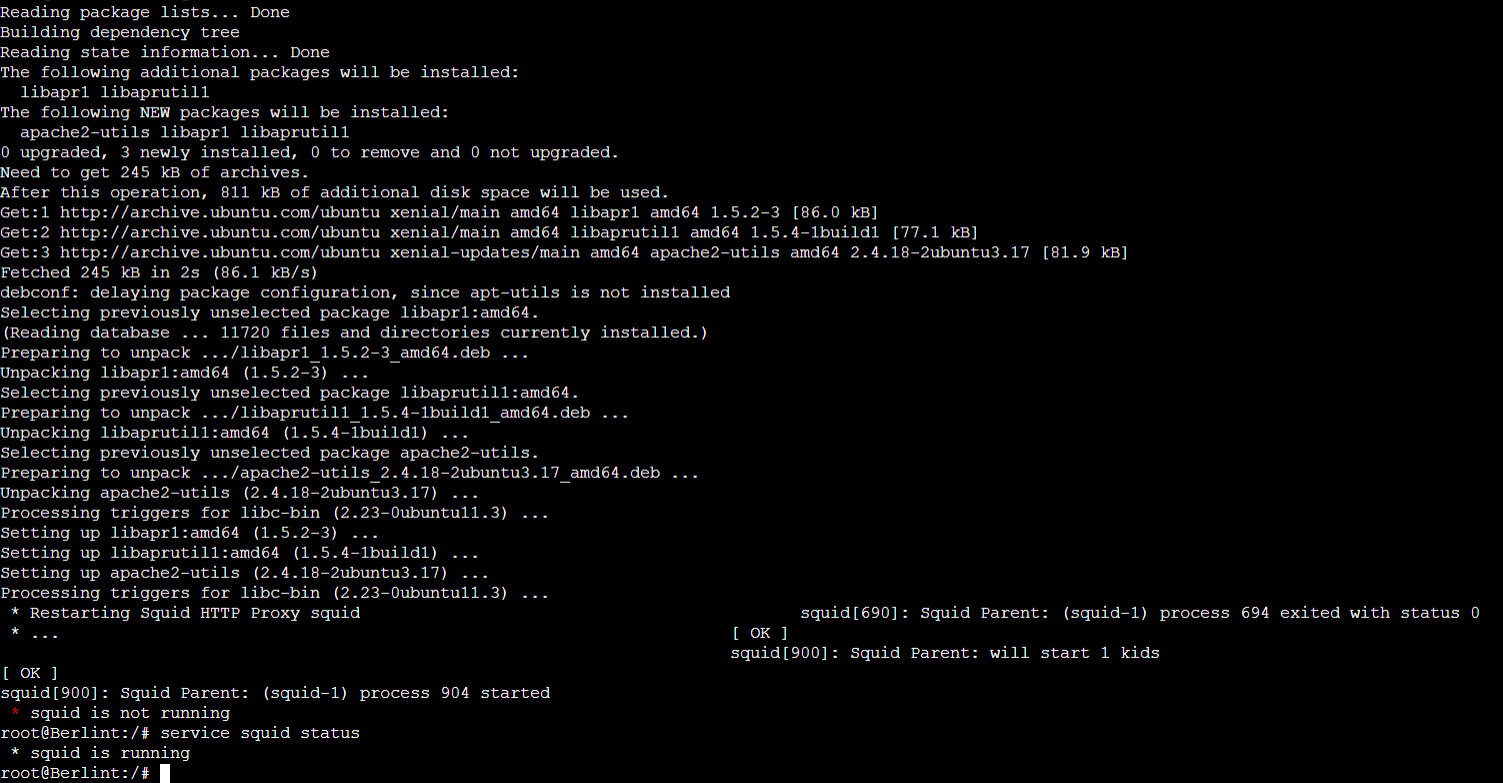 Reading package lists... Done
Building dependency tree
Reading state information... Done
The following additional packages will be installed:
  libapr1 libaprutil1
The following NEW packages will be installed:
  apache2-utils libapr1 libaprutil1
0 upgraded, 3 newly installed, 0 to remove and 0 not upgraded.
Need to get 245 kB of archives.
After this operation, 811 kB of additional disk space will be used.
Get:1 http://archive.ubuntu.com/ubuntu xenial/main amd64 libapr1 amd64 1.5.2-3 [86.0 kB]
Get:2 http://archive.ubuntu.com/ubuntu xenial/main amd64 libaprutil1 amd64 1.5.4-1build1 [77.1 kB]
Get:3 http://archive.ubuntu.com/ubuntu xenial-updates/main amd64 apache2-utils amd64 2.4.18-2ubuntu3.17 [81.9 kB]
Fetched 245 kB in 2s (86.1 kB/s)
debconf: delaying package configuration, since apt-utils is not installed
Selecting previously unselected package libapr1:amd64.
(Reading database ... 11720 files and directories currently installed.)
Preparing to unpack .../libapr1_1.5.2-3_amd64.deb ...
Unpacking libapr1:amd64 (1.5.2-3) ...
Selecting previously unselected package libaprutil1:amd64.
Preparing to unpack .../libaprutil1_1.5.4-1build1_amd64.deb ...
Unpacking libaprutil1:amd64 (1.5.4-1build1) ...
Selecting previously unselected package apache2-utils.
Preparing to unpack .../apache2-utils_2.4.18-2ubuntu3.17_amd64.deb ...
Unpacking apache2-utils (2.4.18-2ubuntu3.17) ...
Processing triggers for libc-bin (2.23-0ubuntu11.3) ...
Setting up libapr1:amd64 (1.5.2-3) ...
Setting up libaprutil1:amd64 (1.5.4-1build1) ...
Setting up apache2-utils (2.4.18-2ubuntu3.17) ...
Processing triggers for libc-bin (2.23-0ubuntu11.3) ...
 * Restarting Squid HTTP Proxy squid                                            squid[690]: Squid Parent: (squid-1) process 694 exited with status 0
 * ...                                                                   [ OK ]
                                                                         squid[900]: Squid Parent: will start 1 kids
[ OK ]
squid[900]: Squid Parent: (squid-1) process 904 started
 * squid is not running
root@Berlint:/# service squid status
 * squid is running
root@Berlint:/#